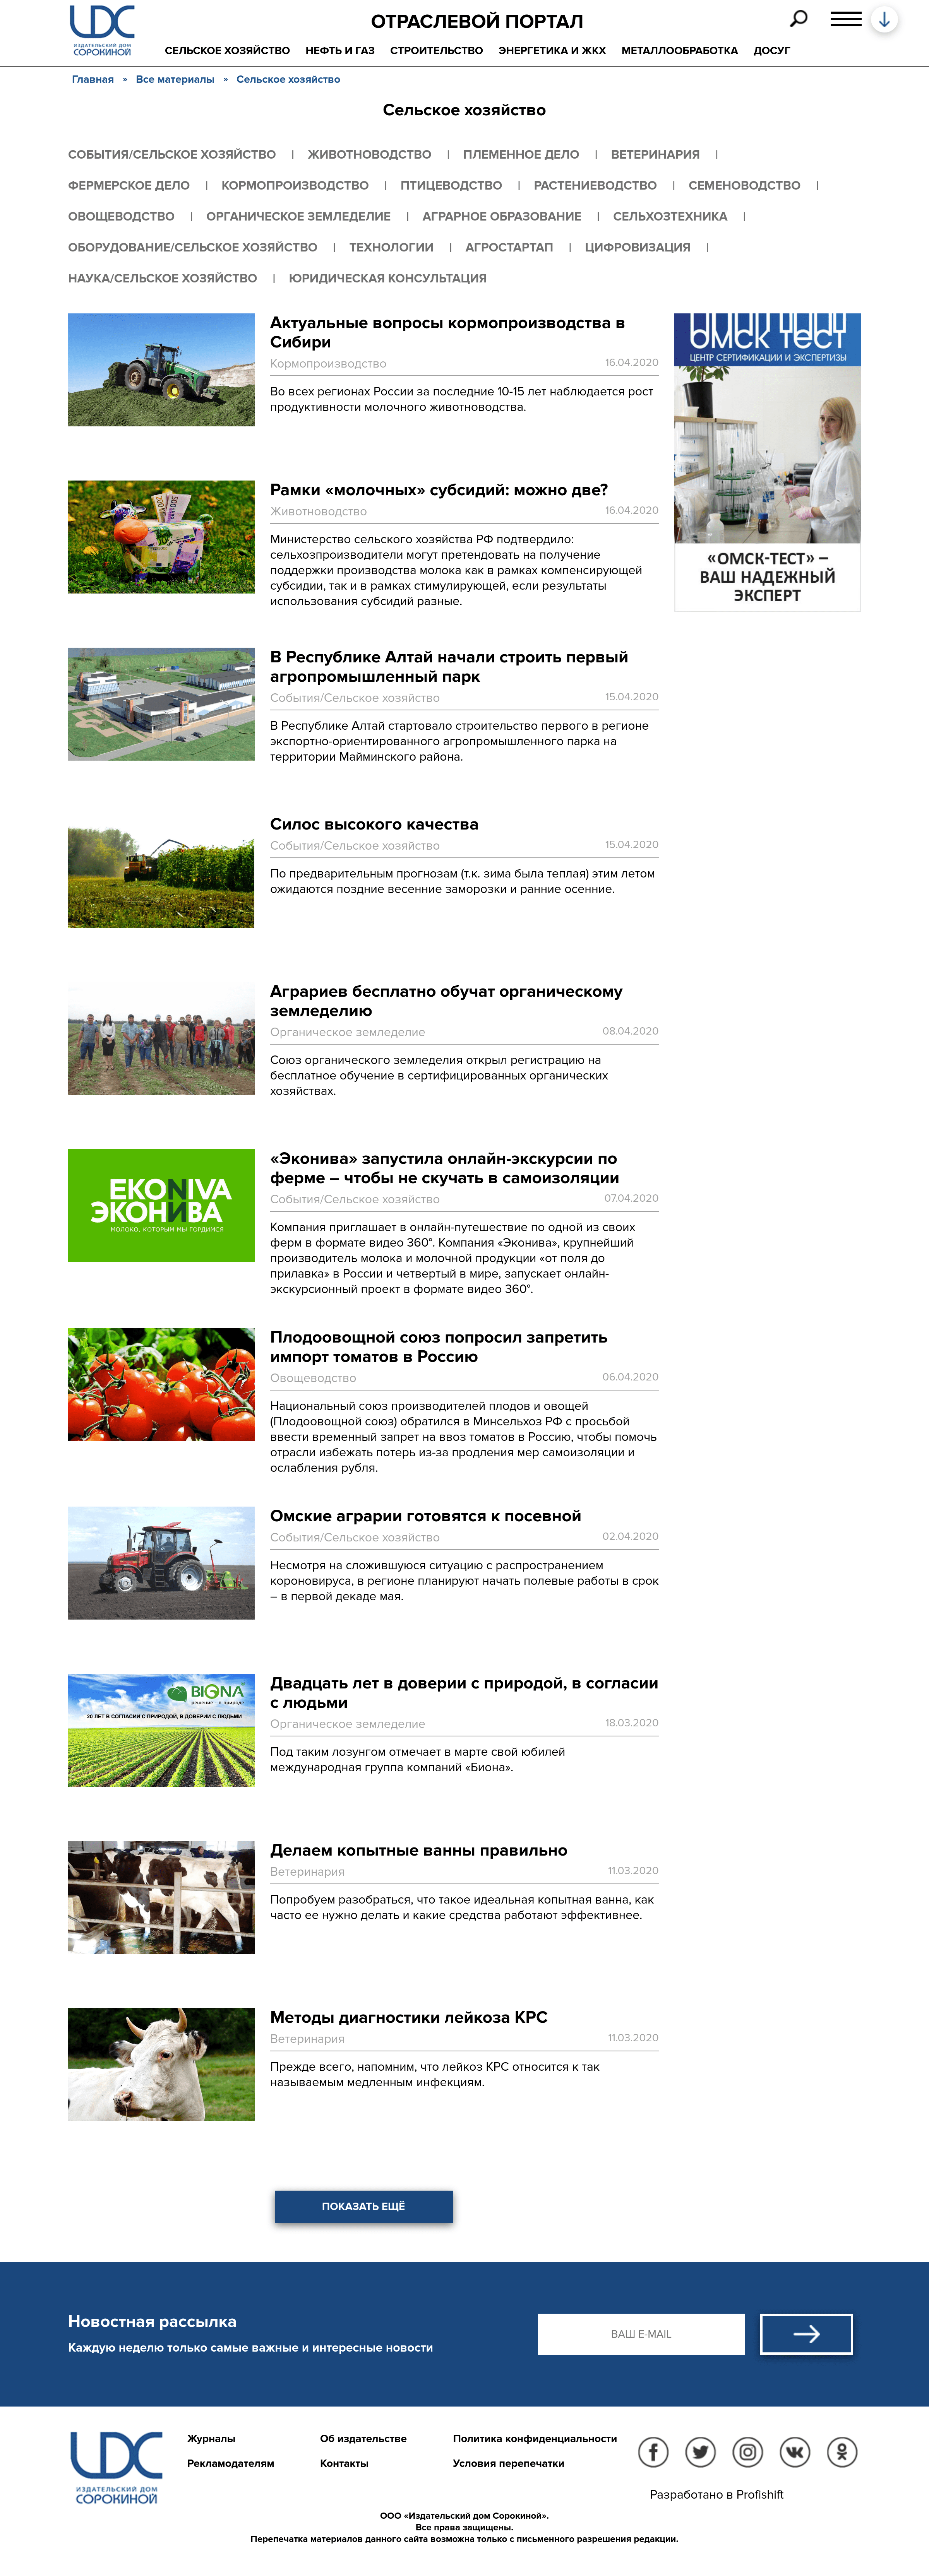 ИЗДАТЕЛЬСКИЙ ДОМ
СОРОКИНОЙ
ОТРАСЛЕВОЙ ПОРТАЛ
СЕЛЬСКОЕ ХОЗЯЙСТВО НЕФТЬ И ГАЗ СТРОИТЕЛЬСТВО ЭНЕРГЕТИКА И ЖКХ МЕТАЛЛООБРАБОТКА ДОСУГ
Главная » Все материалы » Сельское хозяйство
Сельское хозяйство
СОБЫТИЯ/СЕЛЬСКОЕ ХОЗЯЙСТВО | ЖИВОТНОВОДСТВО | ПЛЕМЕННОЕ ДЕЛО | ВЕТЕРИНАРИЯ |
ФЕРМЕРСКОЕ ДЕЛО | КОРМОПРОИЗВОДСТВО | ПТИЦЕВОДСТВО | РАСТЕНИЕВОДСТВО | СЕМЕНОВОДСТВО |
ОВОЩЕВОДСТВО | ОРГАНИЧЕСКОЕ ЗЕМЛЕДЕЛИЕ | АГРАРНОЕ ОБРАЗОВАНИЕ | СЕЛЬХОЗТЕХНИКА |
ОБОРУДОВАНИЕ/СЕЛЬСКОЕ ХОЗЯЙСТВО | ТЕХНОЛОГИИ | АГРОСТАРТАП | ЦИФРОВИЗАЦИЯ |
НАУКА/СЕЛЬСКОЕ ХОЗЯЙСТВО | ЮРИДИЧЕСКАЯ КОНСУЛЬТАЦИЯ
Актуальные вопросы кормопроизводства в
Сибири
Кормопроизводство 16.04.2020
Во всех регионах России за последние 10-15 лет наблюдается рост
продуктивности молочного животноводства.
ОМСК ТЕСТ
ЦЕНТР СЕРТИФИКАЦИИ И ЭКСПЕРТИЗЫ
«ОМСК-ТЕСТ» –
ВАШ НАДЕЖНЫЙ
ЭКСПЕРТ
Рамки «молочных» субсидий: можно две?
Животноводство 16.04.2020
Министерство сельского хозяйства РФ подтвердило:
сельхозпроизводители могут претендовать на получение
поддержки производства молока как в рамках компенсирующей
субсидии, так и в рамках стимулирующей, если результаты
использования субсидий разные.
В Республике Алтай начали строить первый
агропромышленный парк
События/Сельское хозяйство 15.04.2020
В Республике Алтай стартовало строительство первого в регионе
экспортно-ориентированного агропромышленного парка на
территории Майминского района.
Силос высокого качества
События/Сельское хозяйство 15.04.2020
По предварительным прогнозам (т.к. зима была теплая) этим летом
ожидаются поздние весенние заморозки и ранние осенние.
Аграриев бесплатно обучат органическому
земледелию
Органическое земледелие 08.04.2020
Союз органического земледелия открыл регистрацию на
бесплатное обучение в сертифицированных органических
хозяйствах.
EKONIVA
ЭКОНИВА
МОЛОКО, КОТОРЫМ МЫ ГОРДИМСЯ
«Эконива» запустила онлайн-экскурсии по
ферме – чтобы не скучать в самоизоляции
События/Сельское хозяйство 07.04.2020
Компания приглашает в онлайн-путешествие по одной из своих
ферм в формате видео 360°. Компания «Эконива», крупнейший
производитель молока и молочной продукции «от поля до
прилавка» в России и четвертый в мире, запускает онлайн-
экскурсионный проект в формате видео 360°.
Плодоовощной союз попросил запретить
импорт томатов в Россию
Овощеводство 06.04.2020
Национальный союз производителей плодов и овощей
(Плодоовощной союз) обратился в Минсельхоз РФ с просьбой
ввести временный запрет на ввоз томатов в Россию, чтобы помочь
отрасли избежать потерь из-за продления мер самоизоляции и
ослабления рубля.
Омские аграрии готовятся к посевной
События/Сельское хозяйство 02.04.2020
Несмотря на сложившуюся ситуацию с распространением
короновируса, в регионе планируют начать полевые работы в срок
– в первой декаде мая.
BIONA
решение - в природе
20 ЛЕТ В СОГЛАСИИ С ПРИРОДОЙ, В ДОВЕРИИ С ЛЮДЬМИ
Двадцать лет в доверии с природой, в согласии
с людьми
Органическое земледелие 18.03.2020
Под таким лозунгом отмечает в марте свой юбилей
международная группа компаний «Биона».
Делаем копытные ванны правильно
Ветеринария 11.03.2020
Попробуем разобраться, что такое идеальная копытная ванна, как
часто ее нужно делать и какие средства работают эффективнее.
Методы диагностики лейкоза КРС
Ветеринария 11.03.2020
Прежде всего, напомним, что лейкоз КРС относится к так
называемым медленным инфекциям.
ПОКАЗАТЬ ЕЩЁ
Новостная рассылка
Каждую неделю только самые важные и интересные новости
ВАШ E-MAIL
ИЗДАТЕЛЬСКИЙ ДОМ
СОРОКИНОЙ
Журналы Об издательстве Политика конфиденциальности
Рекламодателям Контакты Условия перепечатки
Разработано в Profishift
ООО «Издательский дом Сорокиной».
Все права защищены.
Перепечатка материалов данного сайта возможна только с письменного разрешения редакции.